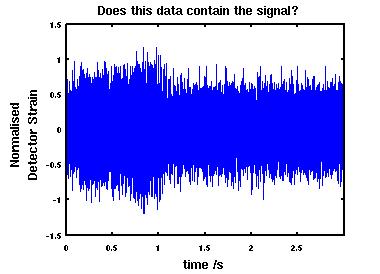 Does this data contain the signal?
1.5
1
0.5
0
-0.5
-1
-1.5
Normalised
Detector Strain
0 0.5 1 1.5 2 2.5
time /s